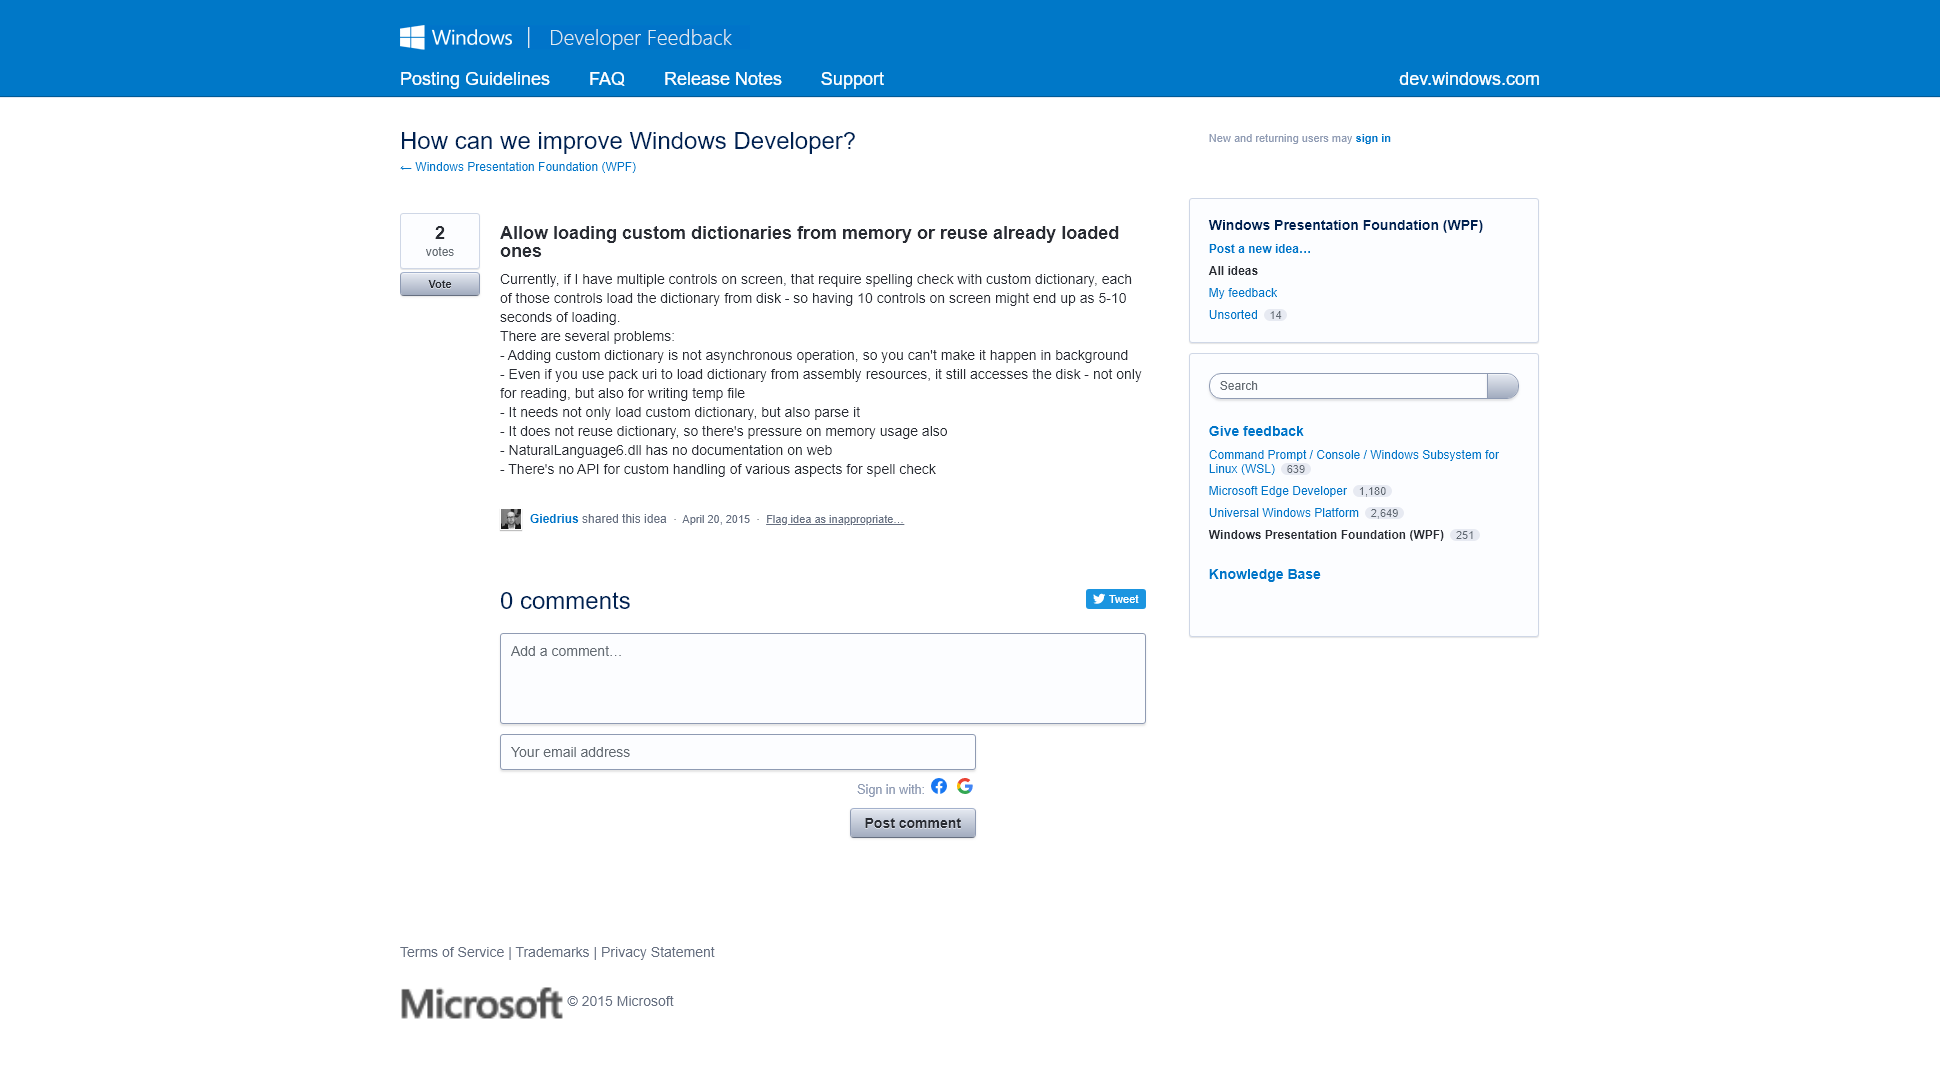 Windows | Developer Feedback
Posting Guidelines FAQ Release Notes Support dev.windows.com
How can we improve Windows Developer?
← Windows Presentation Foundation (WPF)
New and returning users may sign in
2
votes
Vote
Allow loading custom dictionaries from memory or reuse already loaded
ones
Currently, if I have multiple controls on screen, that require spelling check with custom dictionary, each
of those controls load the dictionary from disk - so having 10 controls on screen might end up as 5-10
seconds of loading.
There are several problems:
- Adding custom dictionary is not asynchronous operation, so you can't make it happen in background
- Even if you use pack uri to load dictionary from assembly resources, it still accesses the disk - not only
for reading, but also for writing temp file
- It needs not only load custom dictionary, but also parse it
- It does not reuse dictionary, so there's pressure on memory usage also
- NaturalLanguage6.dll has no documentation on web
- There's no API for custom handling of various aspects for spell check
Giedrius shared this idea · April 20, 2015 · Flag idea as inappropriate…
0 comments
Tweet
Add a comment…
Your email address
Sign in with:
Post comment
Windows Presentation Foundation (WPF)
Post a new idea…
All ideas
My feedback
Unsorted 14
Search
Give feedback
Command Prompt / Console / Windows Subsystem for
Linux (WSL) 639
Microsoft Edge Developer 1,180
Universal Windows Platform 2,649
Windows Presentation Foundation (WPF) 251
Knowledge Base
Terms of Service | Trademarks | Privacy Statement
Microsoft © 2015 Microsoft